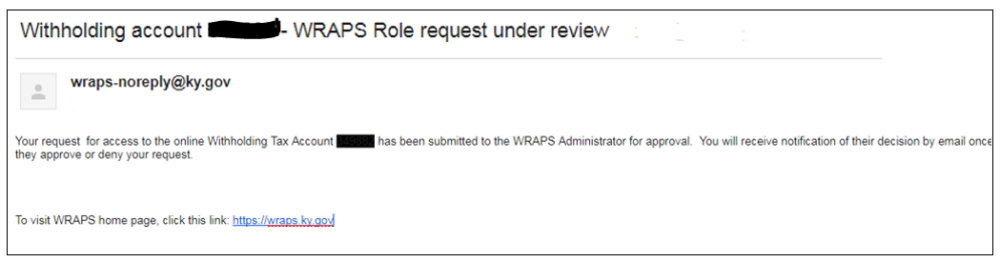 Withholding account - WRAPS Role request under review
wraps-noreply@ky.gov
Your request for access to the online Withholding Tax Account has been submitted to the WRAPS Administrator for approval. You will receive notification of their decision by email once
they approve or deny your request.
To visit WRAPS home page, click this link: https://wraps.ky.gov